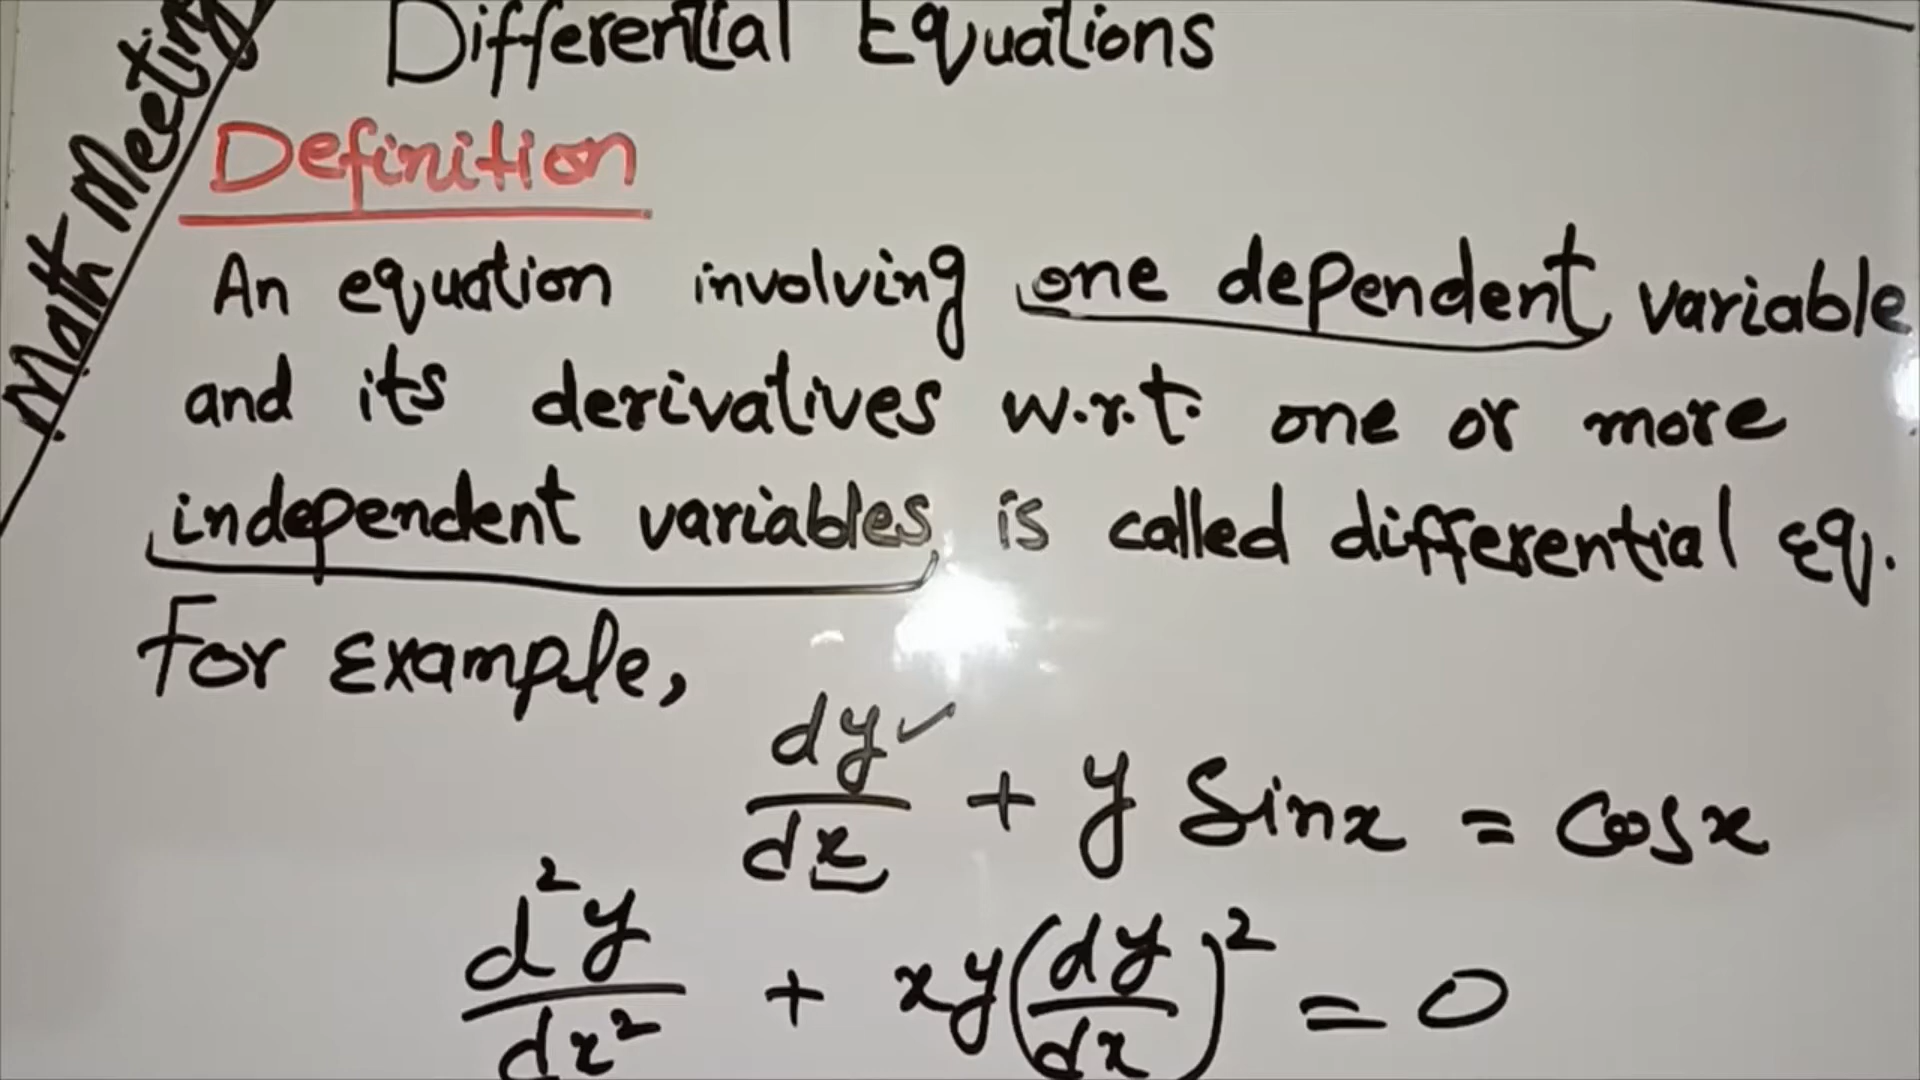 Math Meeting
Differential Equations
Definition
An equation involving one dependent variable
and its derivatives w.r.t. one or more
independent variables is called differential Eq.
For Example,
dy/dx + y Sinx = Cosx
d²y/dx² + xy(dy/dx)² = 0